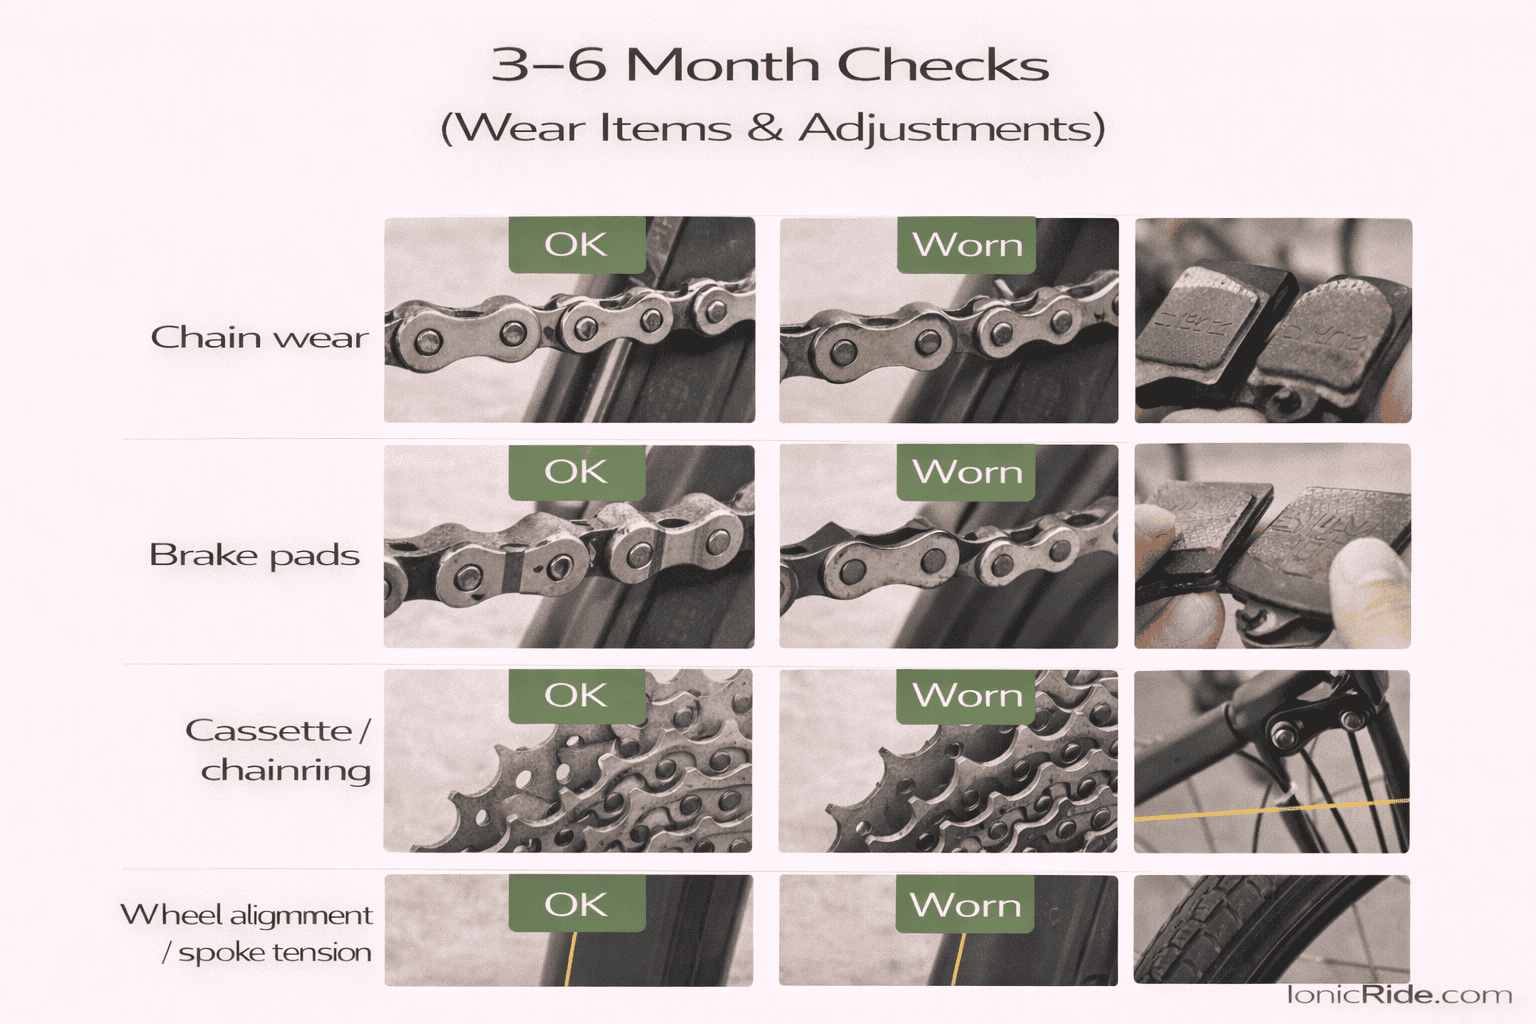 3–6 Month Checks
(Wear Items & Adjustments)
Chain wear
OK
Worn
Brake pads
OK
Worn
Cassette /
chainring
OK
Worn
Wheel aligmment
/ spoke tension
OK
Worn
IonicRide.com